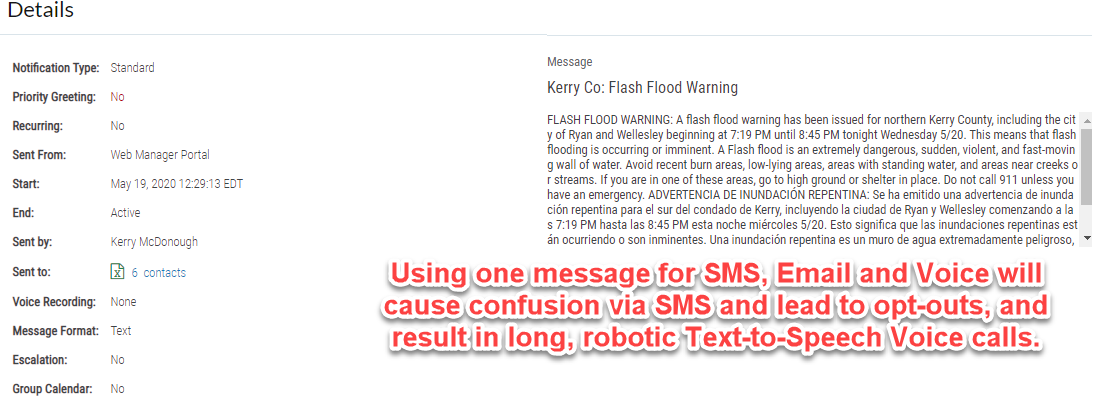 Details
Notification Type: Standard
Priority Greeting: No
Recurring: No
Sent From: Web Manager Portal
Start: May 19, 2020 12:29:13 EDT
End: Active
Sent by: Kerry McDonough
Sent to: 6 contacts
Voice Recording: None
Message Format: Text
Escalation: No
Group Calendar: No
Message
Kerry Co: Flash Flood Warning
FLASH FLOOD WARNING: A flash flood warning has been issued for northern Kerry County, including the cit
y of Ryan and Wellesley beginning at 7:19 PM until 8:45 PM tonight Wednesday 5/20. This means that flash
flooding is occurring or imminent. A Flash flood is an extremely dangerous, sudden, violent, and fast-movin
g wall of water. Avoid recent burn areas, low-lying areas, areas with standing water, and areas near creeks o
r streams. If you are in one of these areas, go to high ground or shelter in place. Do not call 911 unless you
have an emergency. ADVERTENCIA DE INUNDACIÓN REPENTINA: Se ha emitido una advertencia de inunda
ción repentina para el sur del condado de Kerry, incluyendo la ciudad de Ryan y Wellesley comenzando a la
s 7:19 PM hasta las 8:45 PM esta noche miércoles 5/20. Esto significa que las inundaciones repentinas est
án ocurriendo o son inminentes. Una inundación repentina es un muro de agua extremadamente peligroso,
Using one message for SMS, Email and Voice will
cause confusion via SMS and lead to opt-outs, and
result in long, robotic Text-to-Speech Voice calls.